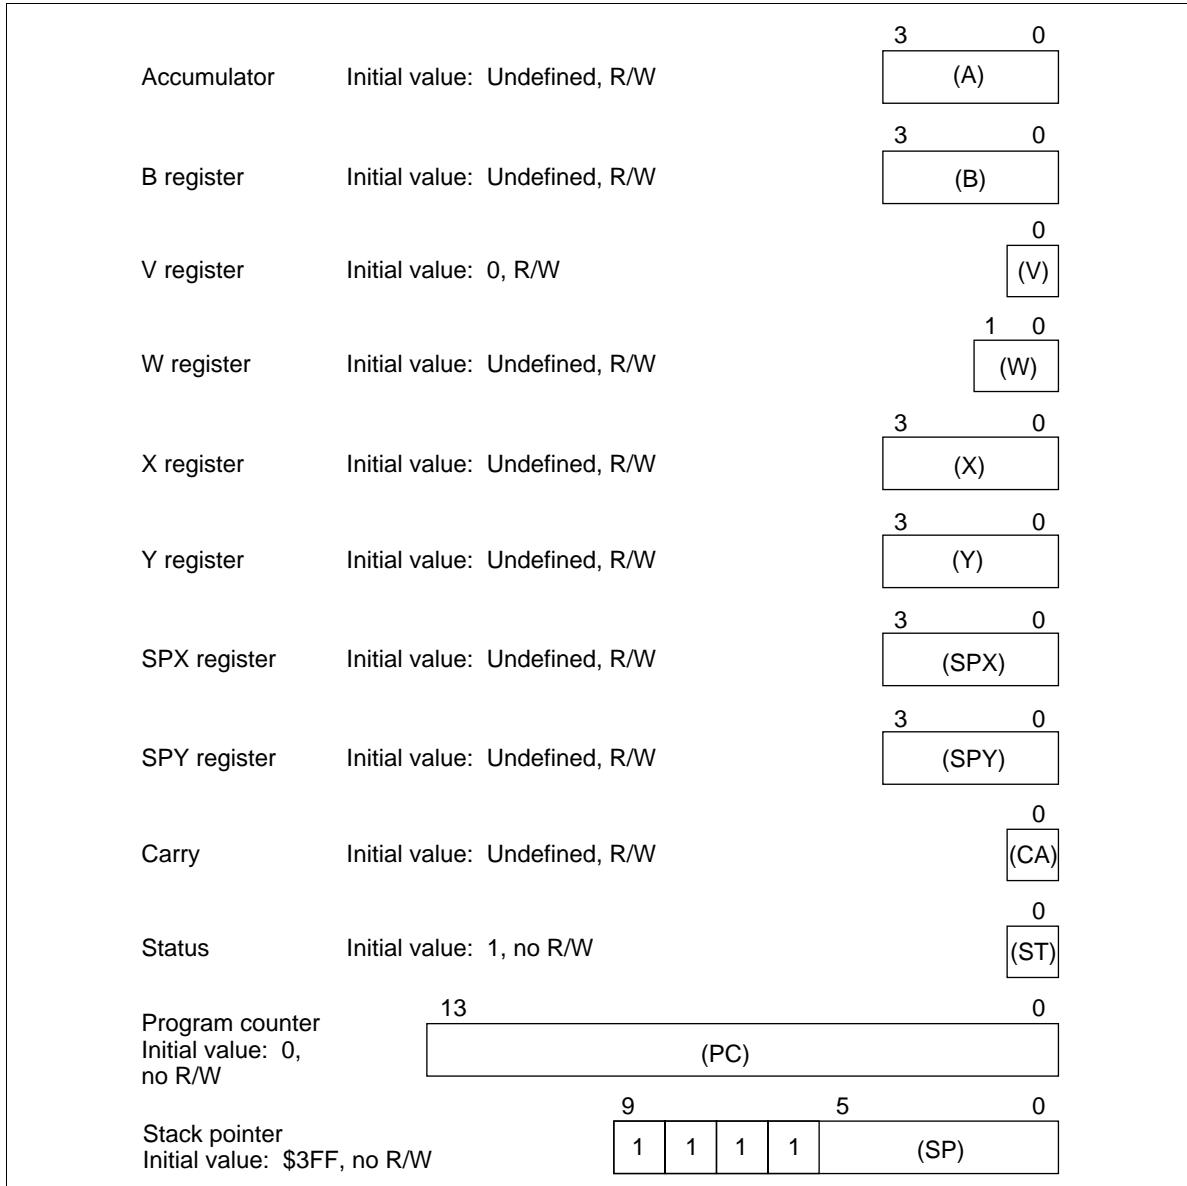 3 0
Accumulator Initial value: Undefined, R/W (A)
3 0
B register Initial value: Undefined, R/W (B)
0
V register Initial value: 0, R/W (V)
1 0
W register Initial value: Undefined, R/W (W)
3 0
X register Initial value: Undefined, R/W (X)
3 0
Y register Initial value: Undefined, R/W (Y)
3 0
SPX register Initial value: Undefined, R/W (SPX)
3 0
SPY register Initial value: Undefined, R/W (SPY)
0
Carry Initial value: Undefined, R/W (CA)
0
Status Initial value: 1, no R/W (ST)
13 0
Program counter
Initial value: 0, (PC)
no R/W
9 5 0
Stack pointer 1 1 1 1 (SP)
Initial value: $3FF, no R/W